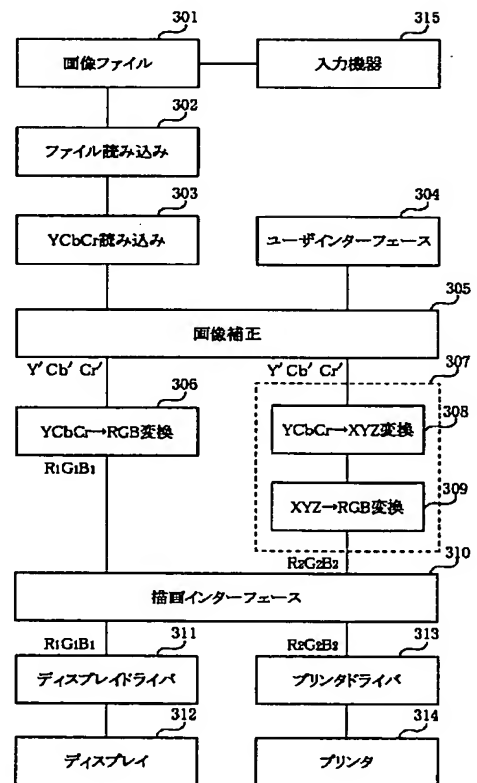 301
画像ファイル
315
入力機器
302
ファイル読み込み
303
YCbCr読み込み
304
ユーザインターフェース
305
画像補正
Y' Cb' Cr'
Y' Cb' Cr'
306
YCbCr→RGB変換
307
YCbCr→XYZ変換
308
XYZ→RGB変換
309
R1G1B1
R2G2B2
310
描画インターフェース
R1G1B1
311
R2G2B2
313
ディスプレイドライバ
プリンタドライバ
312
314
ディスプレイ
プリンタ